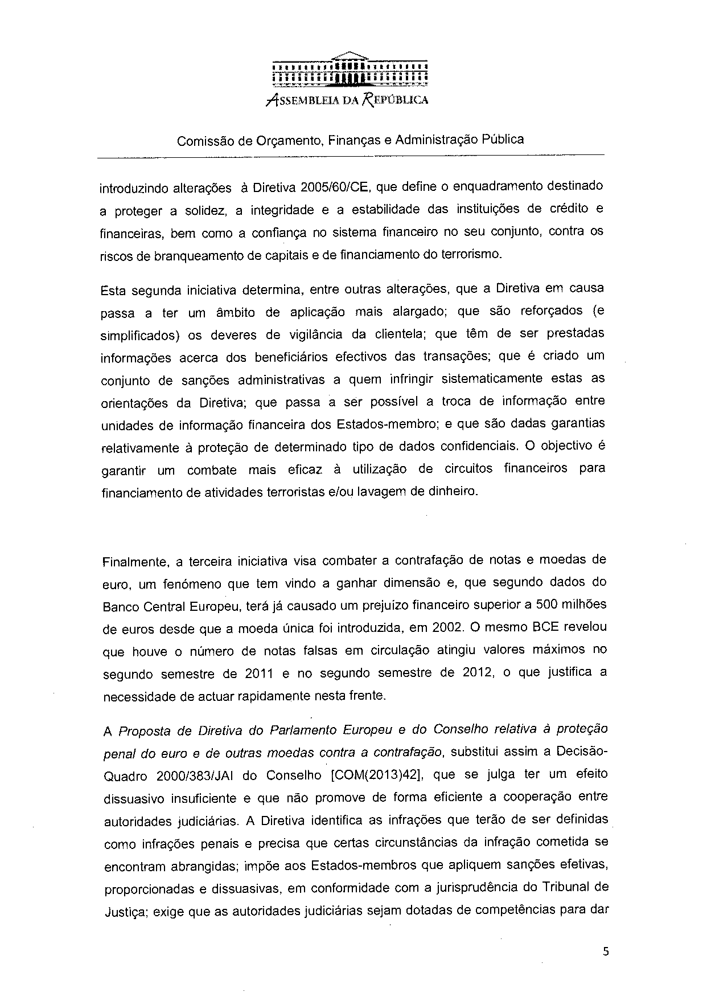 ASSEMBLEIA DA REPÚBLICA
Comissão de Orçamento, Finanças e Administração Pública
introduzindo alterações à Diretiva 2005/60/CE, que define o enquadramento destinado
a proteger a solidez, a integridade e a estabilidade das instituições de crédito e
financeiras, bem como a confiança no sistema financeiro no seu conjunto, contra os
riscos de branqueamento de capitais e de financiamento do terrorismo.
Esta segunda iniciativa determina, entre outras alterações, que a Diretiva em causa
passa a ter um âmbito de aplicação mais alargado; que são reforçados (e
simplificados) os deveres de vigilância da clientela; que têm de ser prestadas
informações acerca dos beneficiários efectivos das transações; que é criado um
conjunto de sanções administrativas a quem infringir sistematicamente estas as
orientações da Diretiva; que passa a ser possível a troca de informação entre
unidades de informação financeira dos Estados-membro; e que são dadas garantias
relativamente à proteção de determinado tipo de dados confidenciais. O objectivo é
garantir um combate mais eficaz à utilização de circuitos financeiros para
financiamento de atividades terroristas e/ou lavagem de dinheiro.
Finalmente, a terceira iniciativa visa combater a contrafação de notas e moedas de
euro, um fenómeno que tem vindo a ganhar dimensão e, que segundo dados do
Banco Central Europeu, terá já causado um prejuízo financeiro superior a 500 milhões
de euros desde que a moeda única foi introduzida, em 2002. O mesmo BCE revelou
que houve o número de notas falsas em circulação atingiu valores máximos no
segundo semestre de 2011 e no segundo semestre de 2012, o que justifica a
necessidade de actuar rapidamente nesta frente.
A Proposta de Diretiva do Parlamento Europeu e do Conselho relativa à proteção
penal do euro e de outras moedas contra a contrafação, substitui assim a Decisão-
Quadro 2000/383/JAI do Conselho [COM(2013)42], que se julga ter um efeito
dissuasivo insuficiente e que não promove de forma eficiente a cooperação entre
autoridades judiciárias. A Diretiva identifica as infrações que terão de ser definidas
como infrações penais e precisa que certas circunstâncias da infração cometida se
encontram abrangidas; impõe aos Estados-membros que apliquem sanções efetivas,
proporcionadas e dissuasivas, em conformidade com a jurisprudência do Tribunal de
Justiça; exige que as autoridades judiciárias sejam dotadas de competências para dar
5